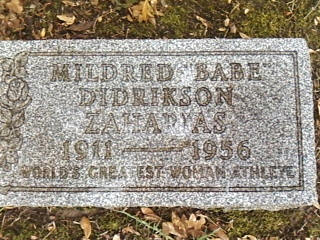 MILDRED "BABE"
DIDRIKSON
ZAHARIAS
1911 — 1956
WORLD'S GREATEST WOMAN ATHLETE